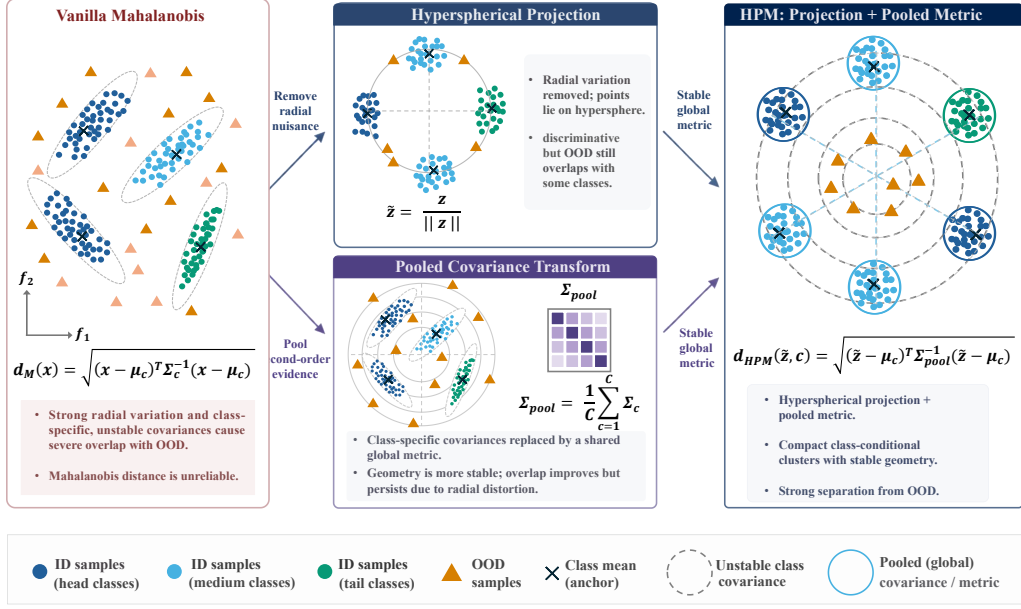 Vanilla Mahalanobis
f₂
f₁
d_M(x) = √((x − μ_c)ᵀ Σ_c⁻¹ (x − μ_c))
• Strong radial variation and class-
specific, unstable covariances cause
severe overlap with OOD.
• Mahalanobis distance is unreliable.
Remove
radial
nuisance
Pool
cond-order
evidence
Hyperspherical Projection
• Radial variation
removed; points
lie on hypersphere.
• discriminative
but OOD still
overlaps with
some classes.
z̃ = z / || z ||
Pooled Covariance Transform
Σ_pool
Σ_pool = 1/C ∑_{c=1}^{C} Σ_c
• Class-specific covariances replaced by a shared
global metric.
• Geometry is more stable; overlap improves but
persists due to radial distortion.
Stable
global
metric
Stable
global
metric
HPM: Projection + Pooled Metric
d_HPM(z̃, c) = √((z̃ − μ_c)ᵀ Σ_pool⁻¹ (z̃ − μ_c))
• Hyperspherical projection +
pooled metric.
• Compact class-conditional
clusters with stable geometry.
• Strong separation from OOD.
ID samples
(head classes)
ID samples
(medium classes)
ID samples
(tail classes)
OOD
samples
Class mean
(anchor)
Unstable class
covariance
Pooled (global)
covariance / metric